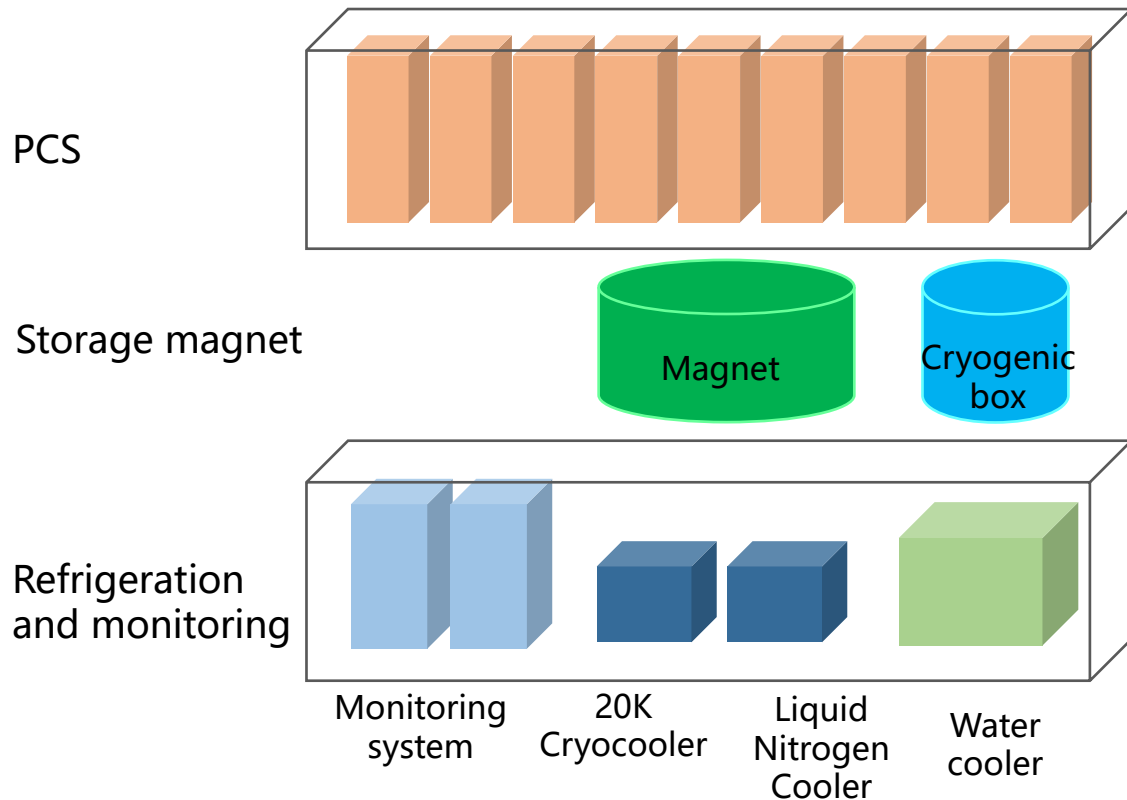 PCS
Storage magnet
Magnet
Cryogenic
box
Refrigeration
and monitoring
Monitoring
system
20K
Cryocooler
Liquid
Nitrogen
Cooler
Water
cooler